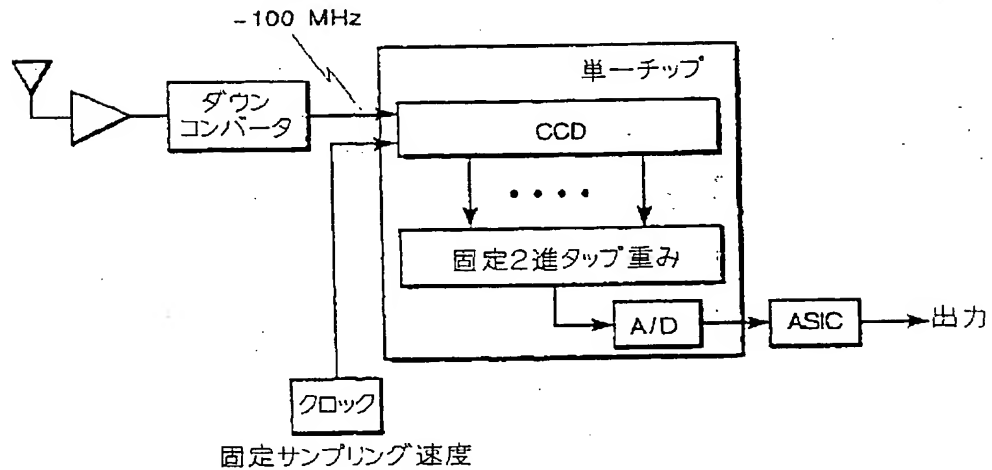 ~100 MHz
単一チップ
ダウン
コンバータ
CCD
固定2進タップ重み
A/D
ASIC
出力
クロック
固定サンプリング速度